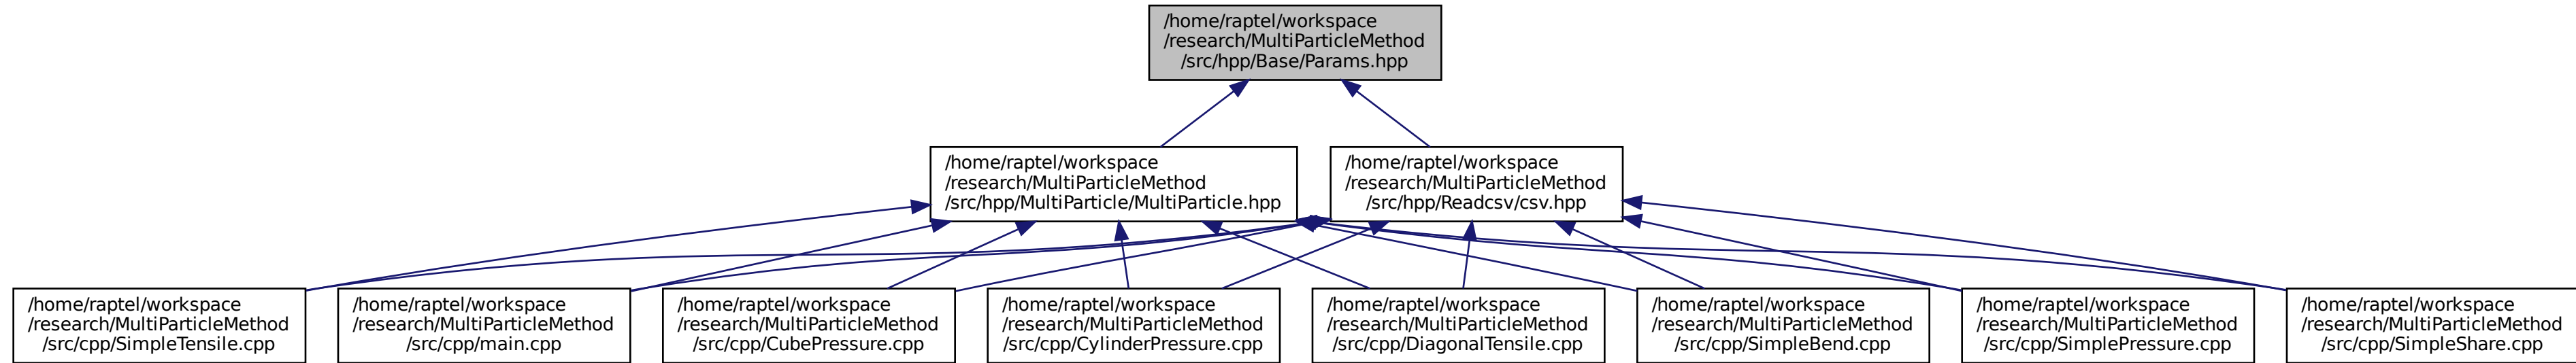 /home/raptel/workspace
/research/MultiParticleMethod
/src/hpp/Base/Params.hpp
/home/raptel/workspace
/research/MultiParticleMethod
/src/hpp/MultiParticle/MultiParticle.hpp
/home/raptel/workspace
/research/MultiParticleMethod
/src/hpp/Readcsv/csv.hpp
/home/raptel/workspace
/research/MultiParticleMethod
/src/cpp/SimpleTensile.cpp
/home/raptel/workspace
/research/MultiParticleMethod
/src/cpp/main.cpp
/home/raptel/workspace
/research/MultiParticleMethod
/src/cpp/CubePressure.cpp
/home/raptel/workspace
/research/MultiParticleMethod
/src/cpp/CylinderPressure.cpp
/home/raptel/workspace
/research/MultiParticleMethod
/src/cpp/DiagonalTensile.cpp
/home/raptel/workspace
/research/MultiParticleMethod
/src/cpp/SimpleBend.cpp
/home/raptel/workspace
/research/MultiParticleMethod
/src/cpp/SimplePressure.cpp
/home/raptel/workspace
/research/MultiParticleMethod
/src/cpp/SimpleShare.cpp